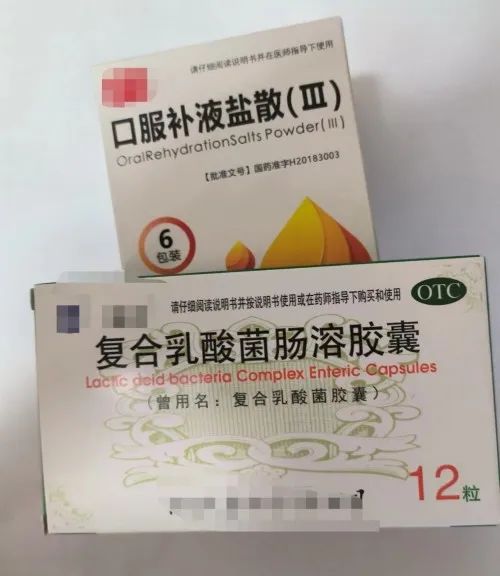 请仔细阅读说明书并在医师指导下使用
口服补液盐散(Ⅲ)
OralRehydrationSalts Powder(Ⅲ)
【批准文号】国药准字H20183003
6
包装
请仔细阅读说明书并按说明书使用或在药师指导下购买和使用
OTC
复合乳酸菌肠溶胶囊
Lactic acid bacteria Complex Enteric Capsules
(曾用名：复合乳酸菌胶囊)
12粒